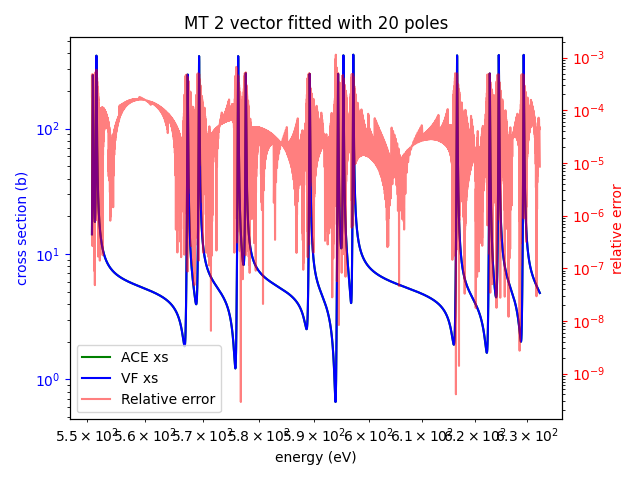 MT 2 vector fitted with 20 poles
10²
10¹
10⁰
cross section (b)
10⁻³
10⁻⁴
10⁻⁵
10⁻⁶
10⁻⁷
10⁻⁸
10⁻⁹
relative error
ACE xs
VF xs
Relative error
5.5 × 10² 5.6 × 10² 5.7 × 10² 5.8 × 10² 5.9 × 10² 6 × 10² 6.1 × 10² 6.2 × 10² 6.3 × 10²
energy (eV)